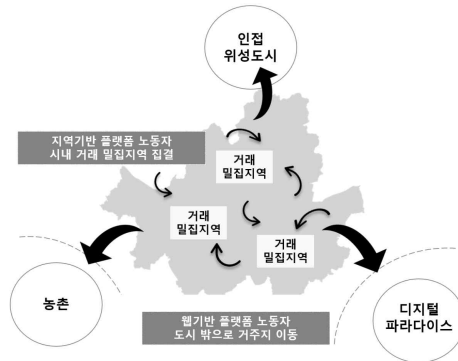 인접
위성도시
지역기반 플랫폼 노동자
시내 거래 밀집지역 집결
거래
밀집지역
거래
밀집지역
거래
밀집지역
농촌
웹기반 플랫폼 노동자
도시 밖으로 거주지 이동
디지털
파라다이스